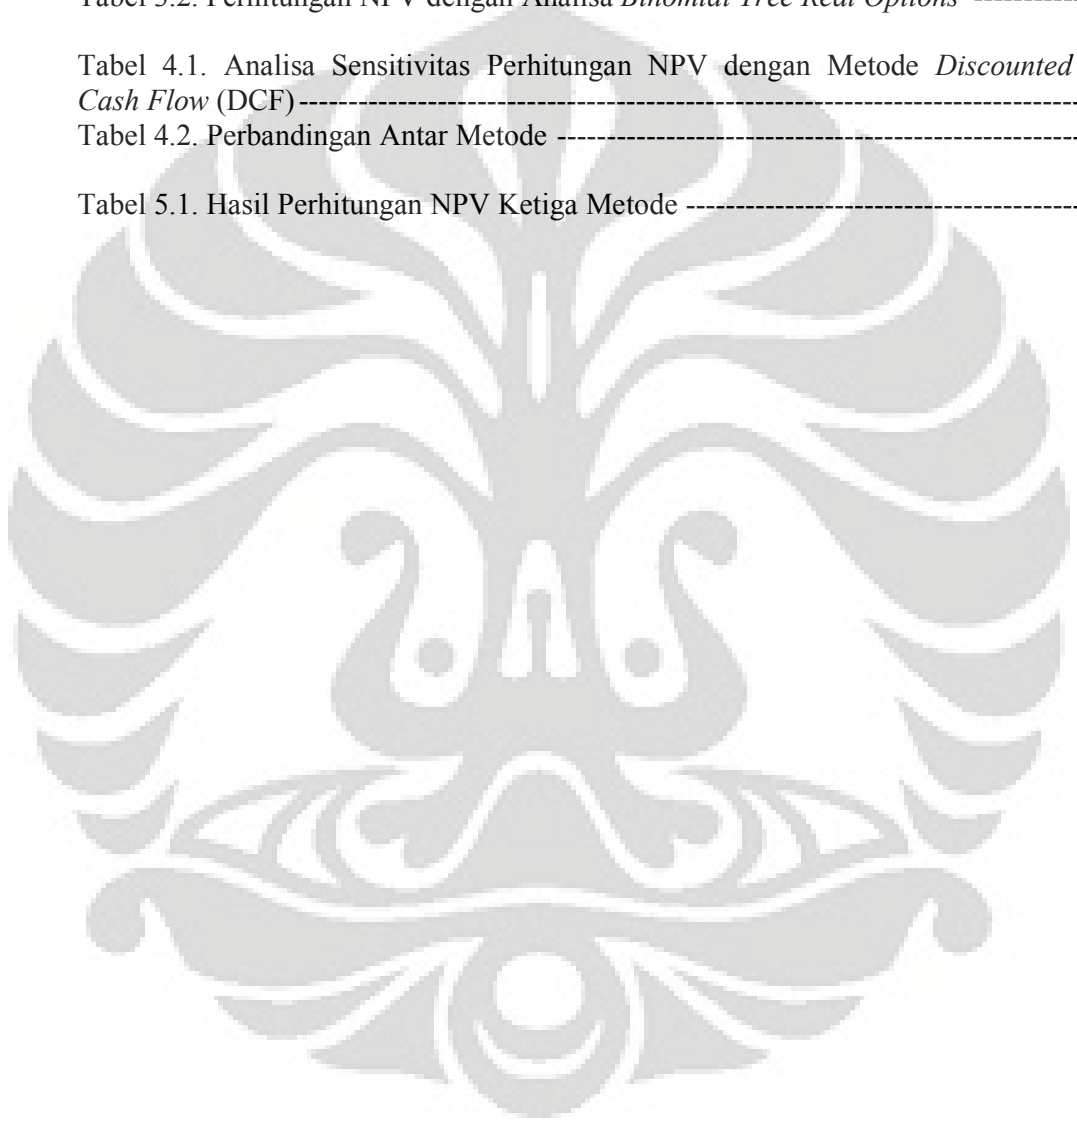 Tabel 3.2. Perhitungan NPV dengan Analisa Binomial Tree Real Options -----------
Tabel 4.1. Analisa Sensitivitas Perhitungan NPV dengan Metode Discounted
Cash Flow (DCF)--------------------------------------------------------------------------------
Tabel 4.2. Perbandingan Antar Metode -----------------------------------------------------
Tabel 5.1. Hasil Perhitungan NPV Ketiga Metode ----------------------------------------